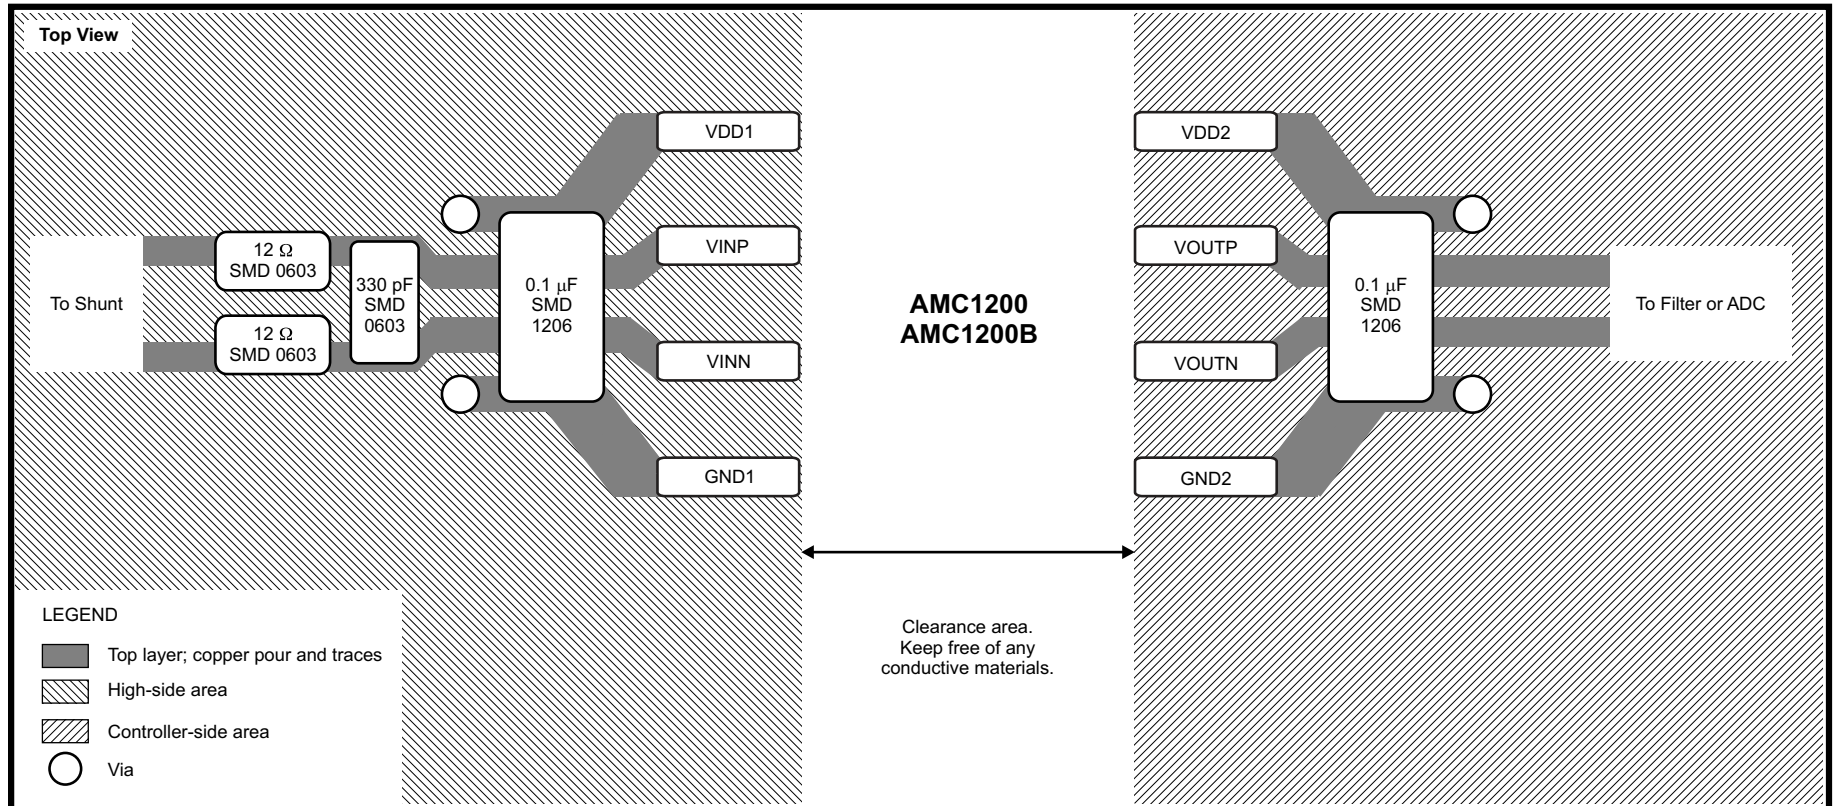 Top View
VDD1
VDD2
VINP
VOUTP
12 Ω
SMD 0603
330 pF
SMD
0603
0.1 µF
SMD
1206
To Shunt
AMC1200
AMC1200B
0.1 µF
SMD
1206
To Filter or ADC
12 Ω
SMD 0603
VINN
VOUTN
GND1
GND2
Clearance area.
Keep free of any
conductive materials.
LEGEND
Top layer; copper pour and traces
High-side area
Controller-side area
Via